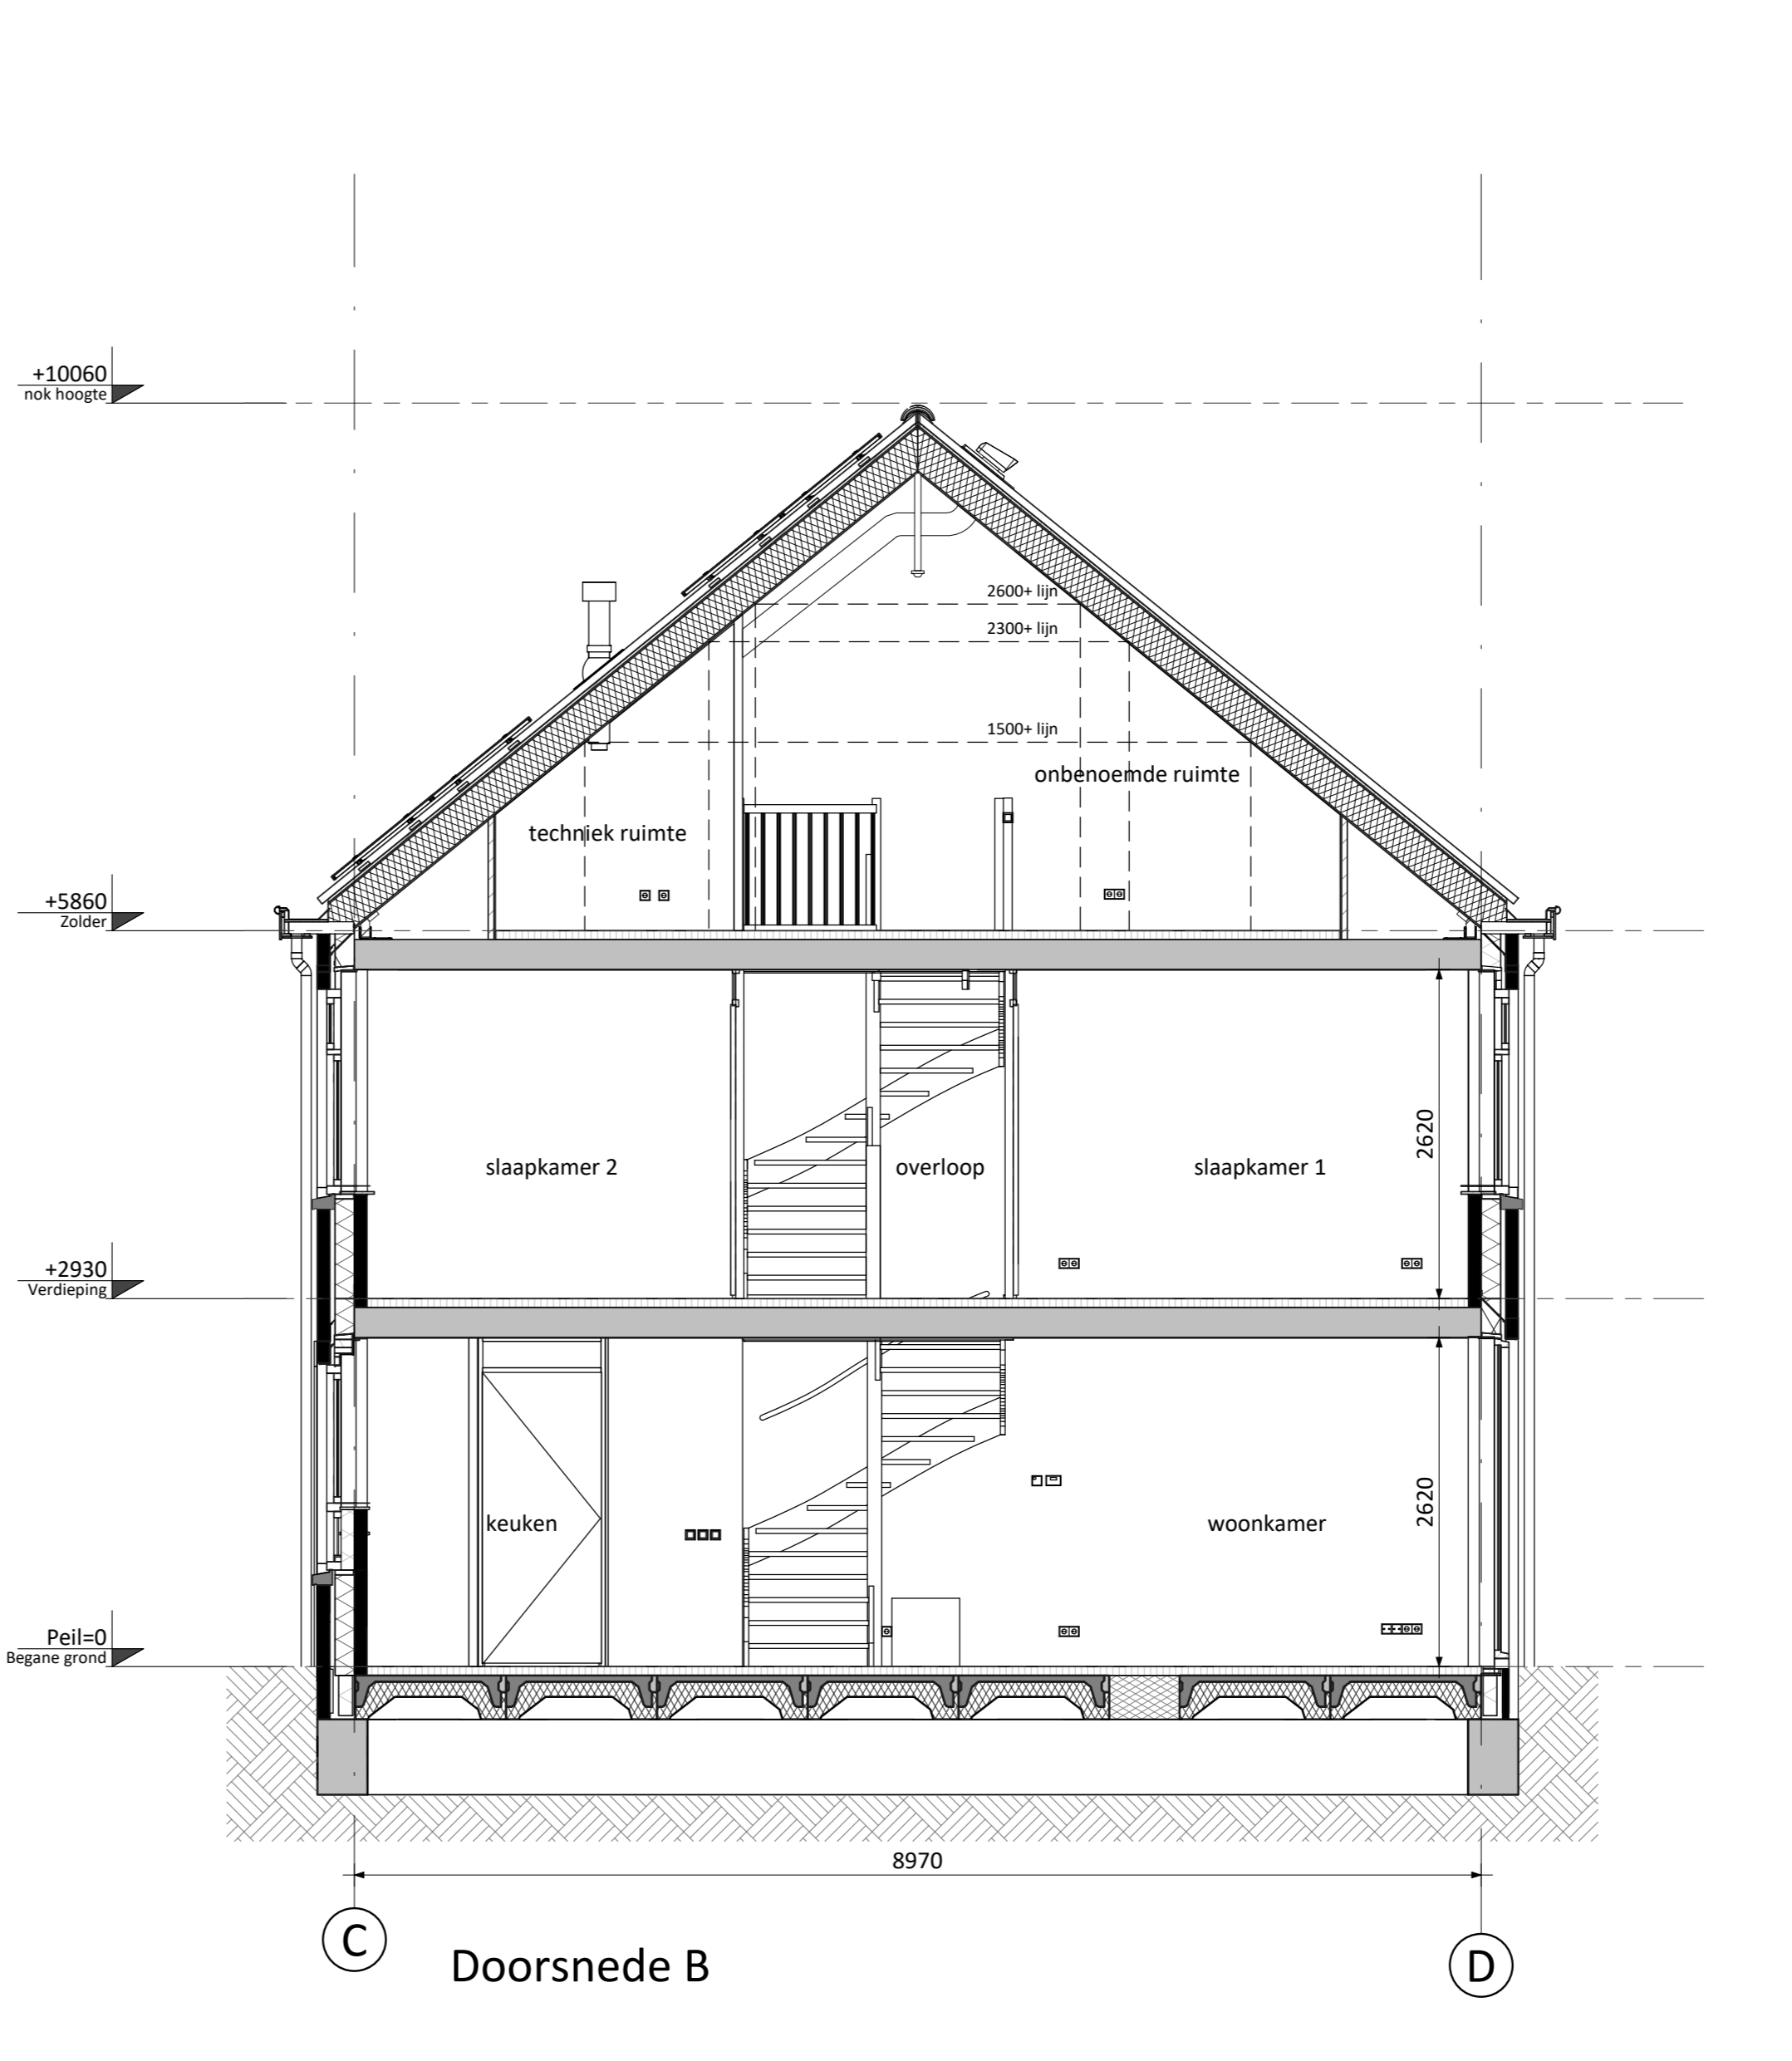 +10060
nok hoogte
2600+ lijn
2300+ lijn
1500+ lijn
onbenoemde ruimte
techniek ruimte
+5860
Zolder
2620
slaapkamer 2
overloop
slaapkamer 1
+2930
Verdieping
2620
keuken
woonkamer
Peil=0
Begane grond
8970
C
D
Doorsnede B